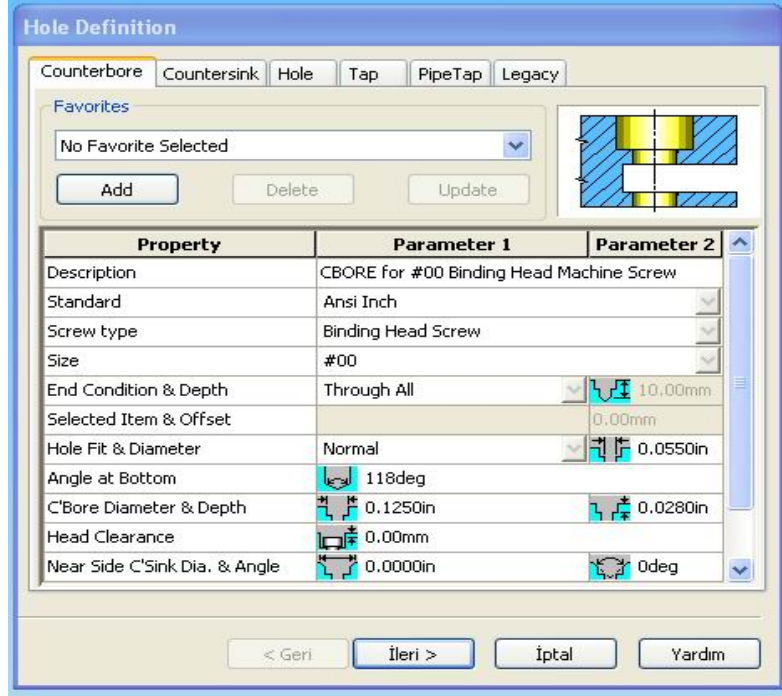 Hole Definition
Counterbore Countersink Hole Tap PipeTap Legacy
Favorites
No Favorite Selected
Add Delete Update
Property Parameter 1 Parameter 2
Description CBORE for #00 Binding Head Machine Screw
Standard Ansi Inch
Screw type Binding Head Screw
Size #00
End Condition & Depth Through All 10.00mm
Selected Item & Offset 0.00mm
Hole Fit & Diameter Normal 0.0550in
Angle at Bottom 118deg
C'Bore Diameter & Depth 0.1250in 0.0280in
Head Clearance 0.00mm
Near Side C'Sink Dia. & Angle 0.0000in 0deg
< Geri İleri > İptal Yardım